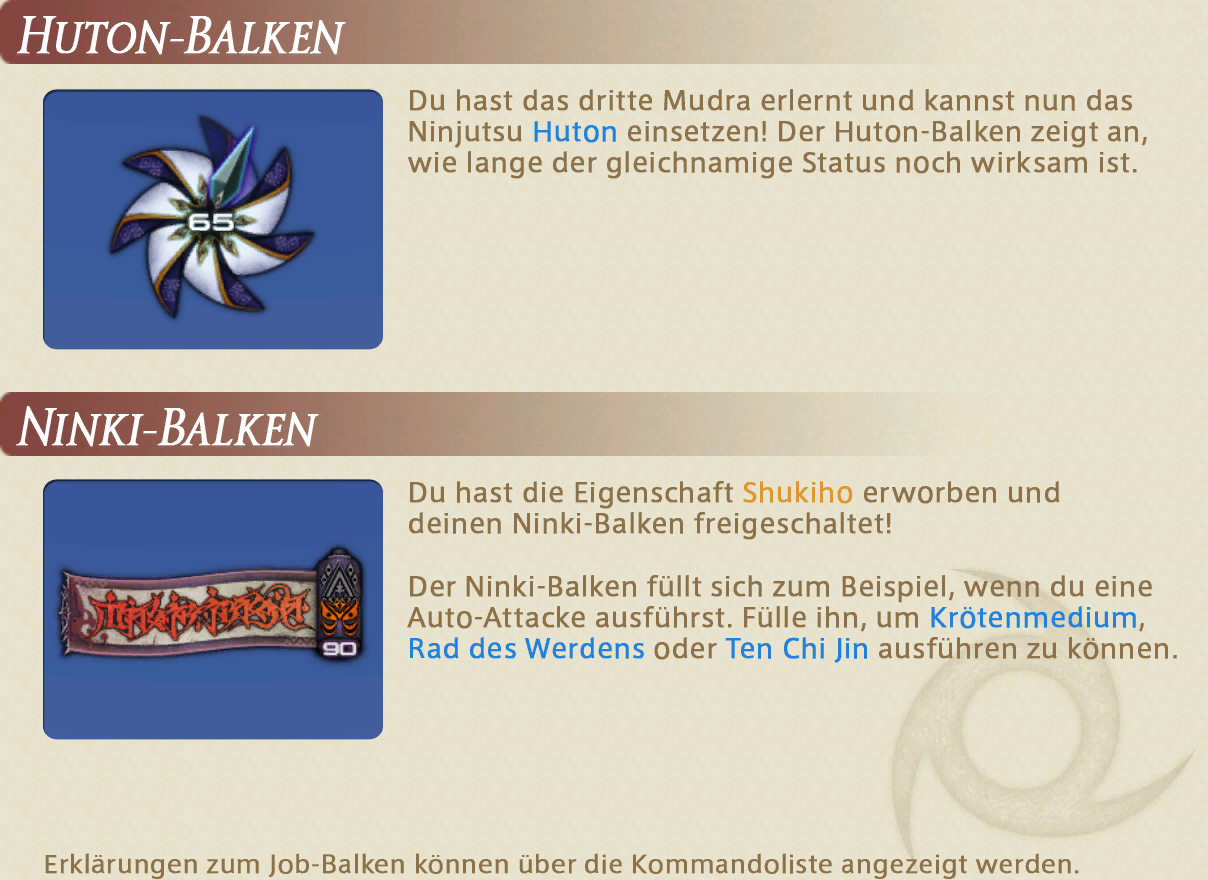 Huton-Balken
Du hast das dritte Mudra erlernt und kannst nun das
Ninjutsu Huton einsetzen! Der Huton-Balken zeigt an,
wie lange der gleichnamige Status noch wirksam ist.
65
Ninki-Balken
Du hast die Eigenschaft Shukiho erworben und
deinen Ninki-Balken freigeschaltet!
Der Ninki-Balken füllt sich zum Beispiel, wenn du eine
Auto-Attacke ausführst. Fülle ihn, um Krötenmedium,
Rad des Werdens oder Ten Chi Jin ausführen zu können.
90
Erklärungen zum Job-Balken können über die Kommandoliste angezeigt werden.